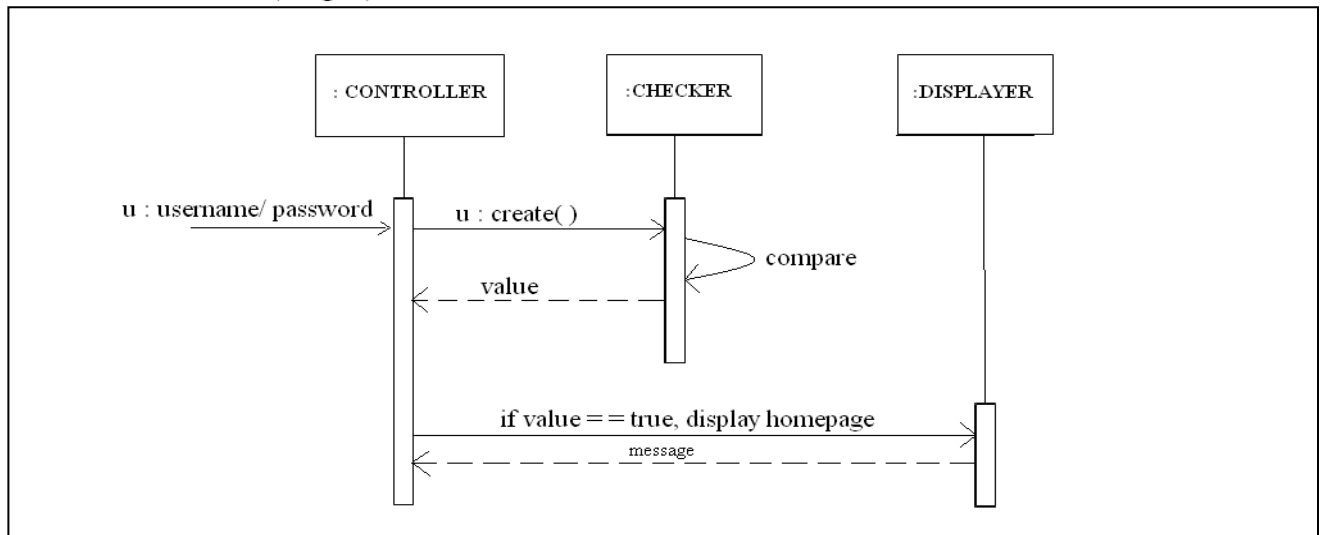 : CONTROLLER
:CHECKER
:DISPLAYER
u : username/ password
u : create( )
compare
value
if value = = true, display homepage
message